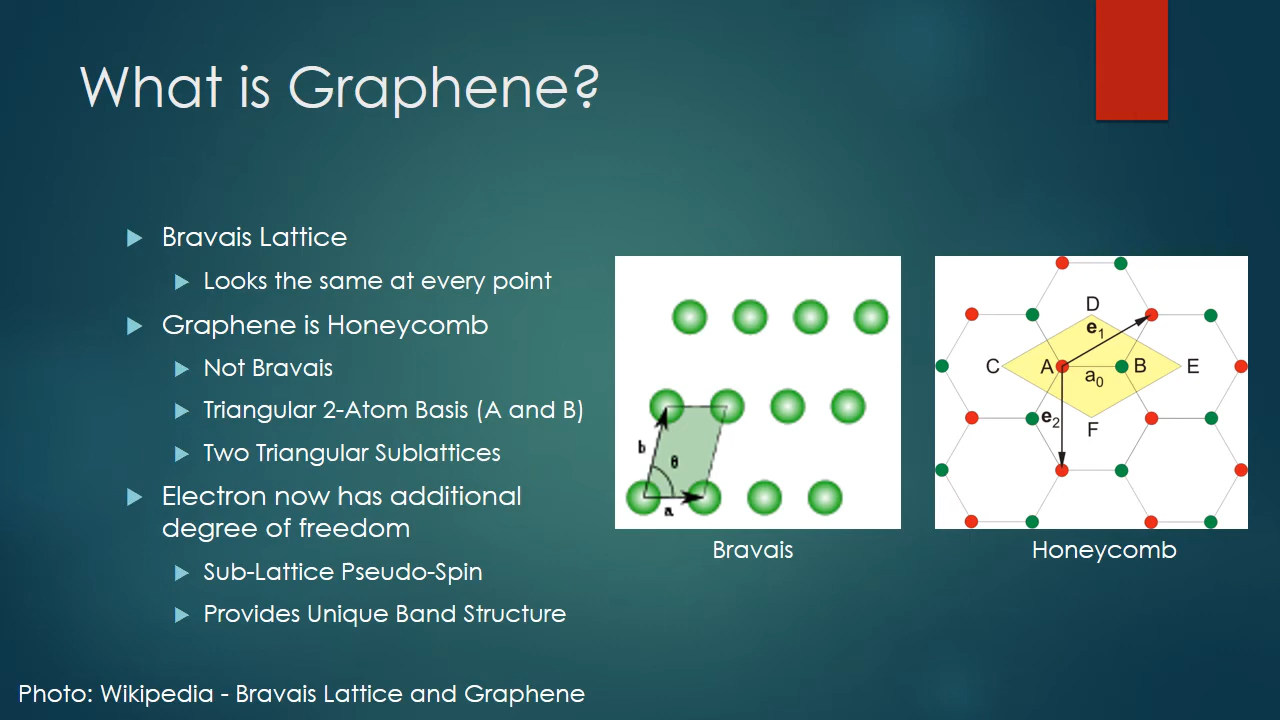 What is Graphene?
Bravais Lattice
Looks the same at every point
Graphene is Honeycomb
Not Bravais
Triangular 2-Atom Basis (A and B)
Two Triangular Sublattices
Electron now has additional
degree of freedom
Sub-Lattice Pseudo-Spin
Provides Unique Band Structure
b
θ
a
Bravais
D
e₁
C
A
a₀
B
E
e₂
F
Honeycomb
Photo: Wikipedia - Bravais Lattice and Graphene